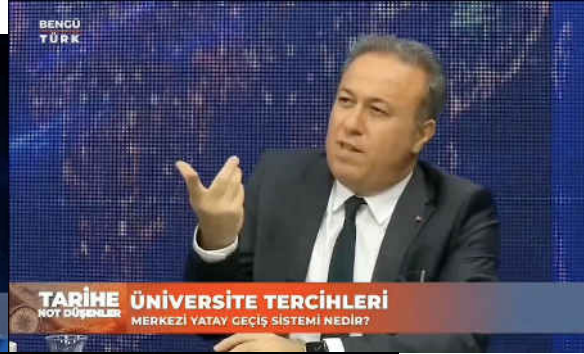 BENGÜ
TÜRK
TARİHE
NOT DÜŞENLER
ÜNİVERSİTE TERCİHLERİ
MERKEZİ YATAY GEÇİŞ SİSTEMİ NEDİR?